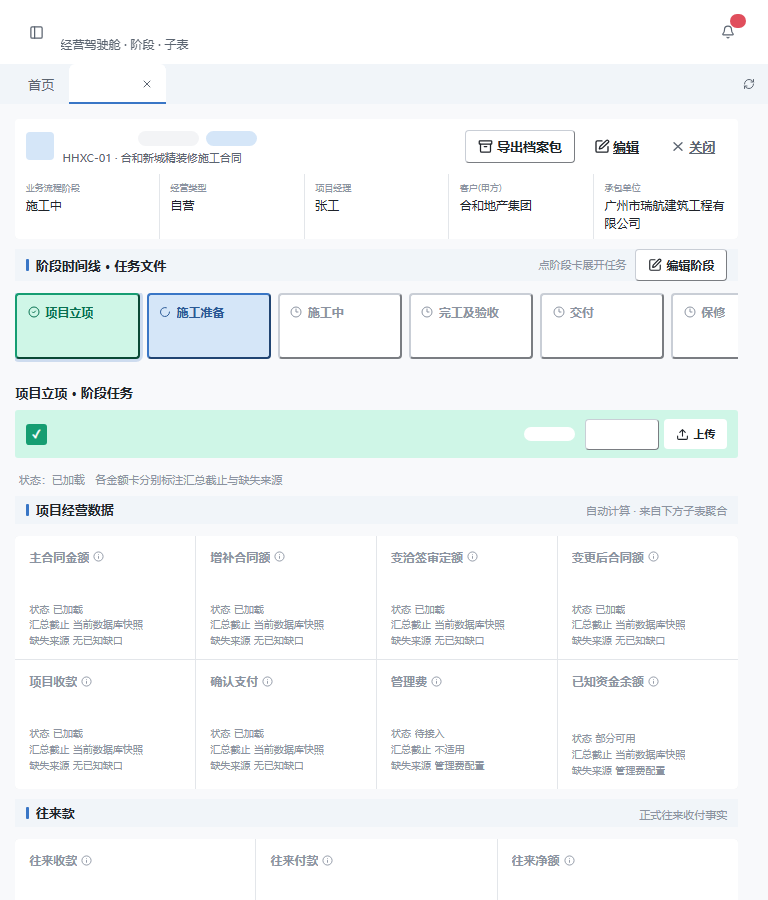 经营驾驶舱 · 阶段 · 子表
首页
HHXC-01 · 合和新城精装修施工合同
导出档案包
编辑
关闭
业务流程阶段
施工中
经营类型
自营
项目经理
张工
客户(甲方)
合和地产集团
承包单位
广州市瑞航建筑工程有
限公司
阶段时间线 • 任务文件
点阶段卡展开任务
编辑阶段
项目立项
施工准备
施工中
完工及验收
交付
保修
项目立项 • 阶段任务
上传
状态：已加载 各金额卡分别标注汇总截止与缺失来源
项目经营数据
自动计算 · 来自下方子表聚合
主合同金额
状态 已加载
汇总截止 当前数据库快照
缺失来源 无已知缺口
增补合同额
状态 已加载
汇总截止 当前数据库快照
缺失来源 无已知缺口
变洽签审定额
状态 已加载
汇总截止 当前数据库快照
缺失来源 无已知缺口
变更后合同额
状态 已加载
汇总截止 当前数据库快照
缺失来源 无已知缺口
项目收款
状态 已加载
汇总截止 当前数据库快照
缺失来源 无已知缺口
确认支付
状态 已加载
汇总截止 当前数据库快照
缺失来源 无已知缺口
管理费
状态 待接入
汇总截止 不适用
缺失来源 管理费配置
已知资金余额
状态 部分可用
汇总截止 当前数据库快照
缺失来源 管理费配置
往来款
正式往来收付事实
往来收款
往来付款
往来净额